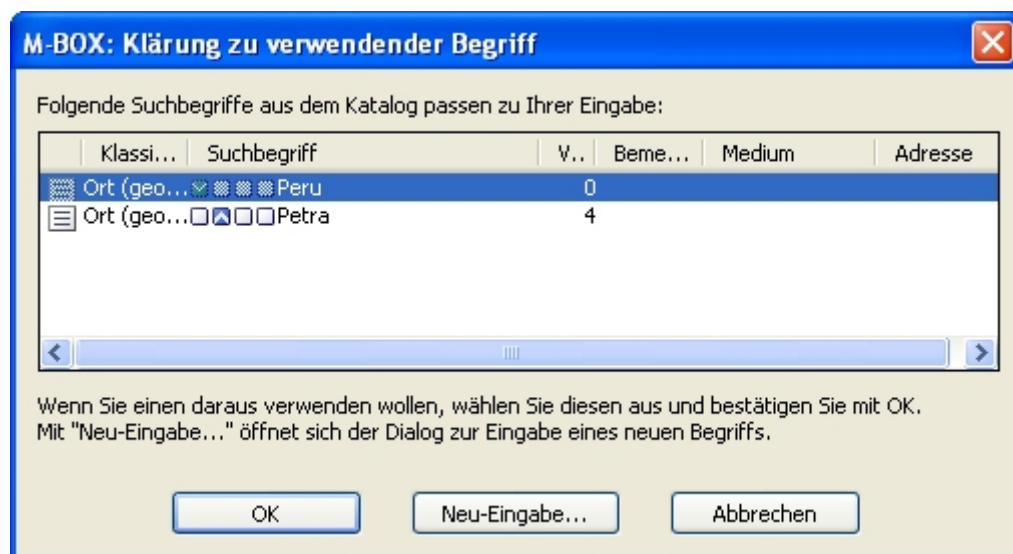 M-BOX: Klärung zu verwendender Begriff
Folgende Suchbegriffe aus dem Katalog passen zu Ihrer Eingabe:
Klassi... Suchbegriff V.. Beme... Medium Adresse
Ort (geo... Peru 0
Ort (geo... Petra 4
Wenn Sie einen daraus verwenden wollen, wählen Sie diesen aus und bestätigen Sie mit OK.
Mit "Neu-Eingabe..." öffnet sich der Dialog zur Eingabe eines neuen Begriffs.
OK Neu-Eingabe... Abbrechen